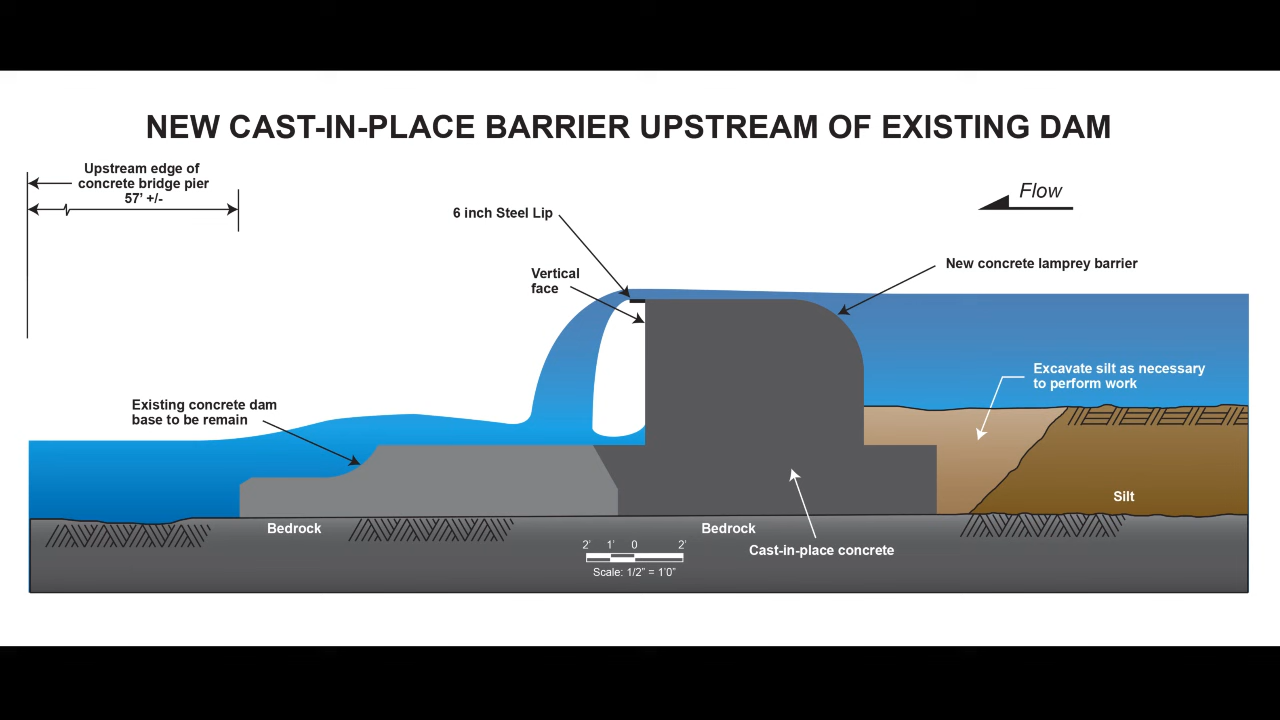 NEW CAST-IN-PLACE BARRIER UPSTREAM OF EXISTING DAM
Upstream edge of
concrete bridge pier
57' +/-
Flow
6 inch Steel Lip
Vertical
face
New concrete lamprey barrier
Excavate silt as necessary
to perform work
Existing concrete dam
base to be remain
Silt
Bedrock
Bedrock
Cast-in-place concrete
2' 1' 0 2'
Scale: 1/2" = 1'0"